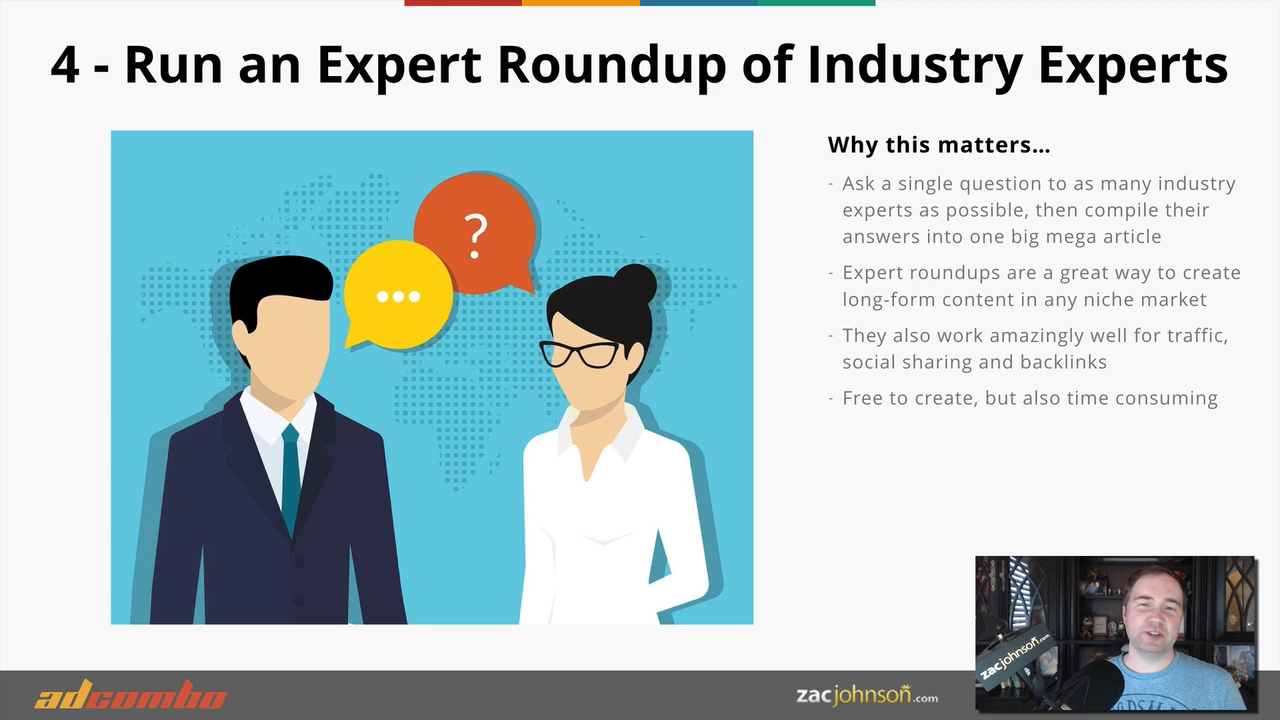 4 - Run an Expert Roundup of Industry Experts
?
Why this matters...
- Ask a single question to as many industry
experts as possible, then compile their
answers into one big mega article
- Expert roundups are a great way to create
long-form content in any niche market
- They also work amazingly well for traffic,
social sharing and backlinks
- Free to create, but also time consuming
zacjohnson.com
adcombo
zacjohnson.com